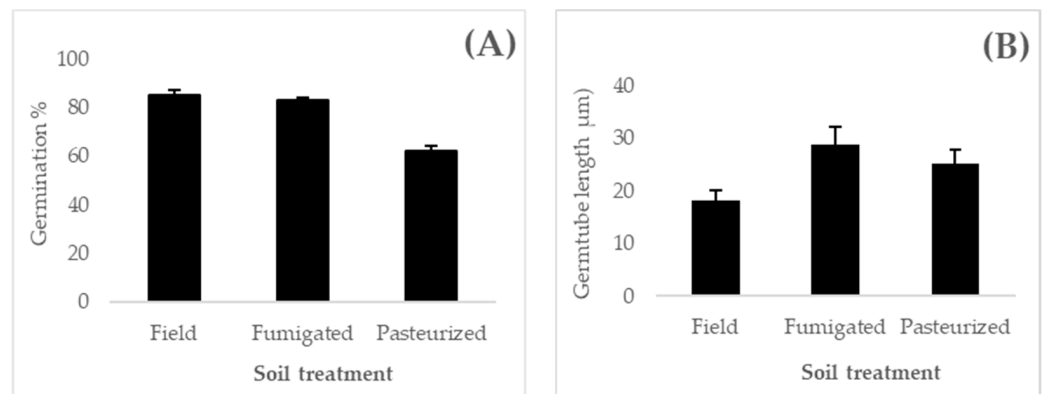 (A)
Germination %
100
80
60
40
20
0
Field Fumigated Pasteurized
Soil treatment
(B)
Germtube length µm)
40
30
20
10
0
Field Fumigated Pasteurized
Soil treatment